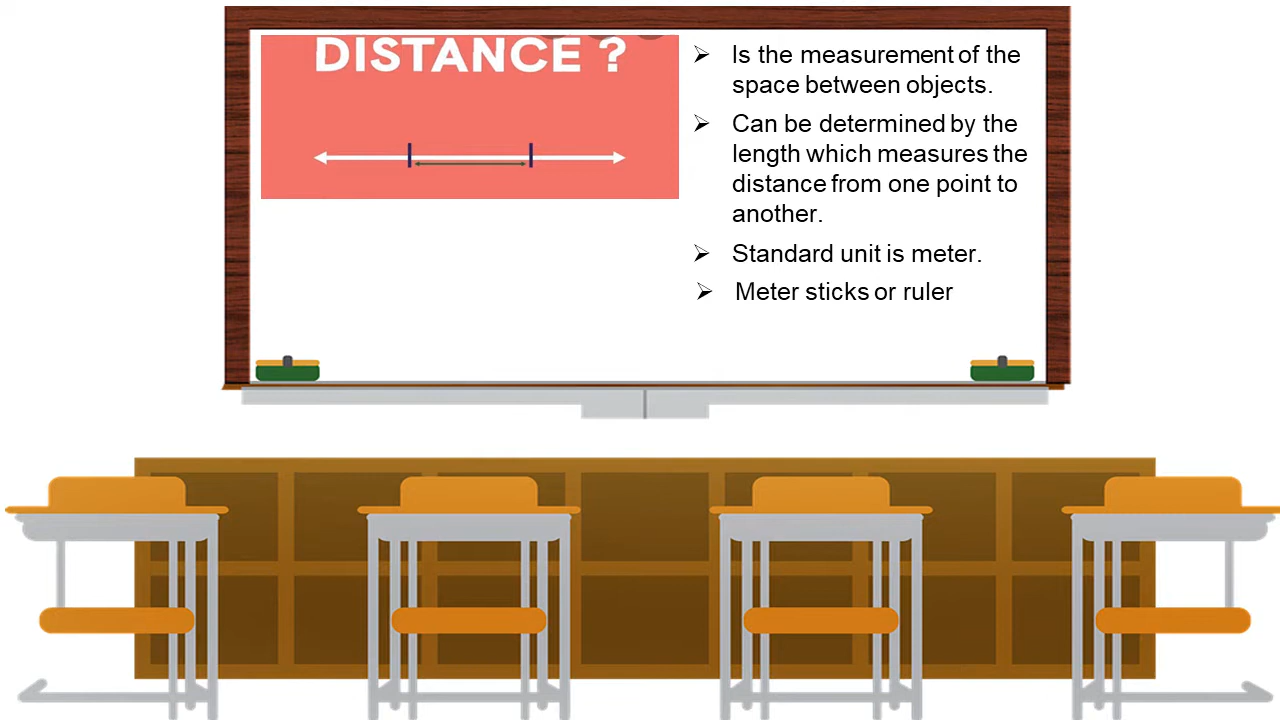 DISTANCE ?
➢ Is the measurement of the
space between objects.
➢ Can be determined by the
length which measures the
distance from one point to
another.
➢ Standard unit is meter.
➢ Meter sticks or ruler